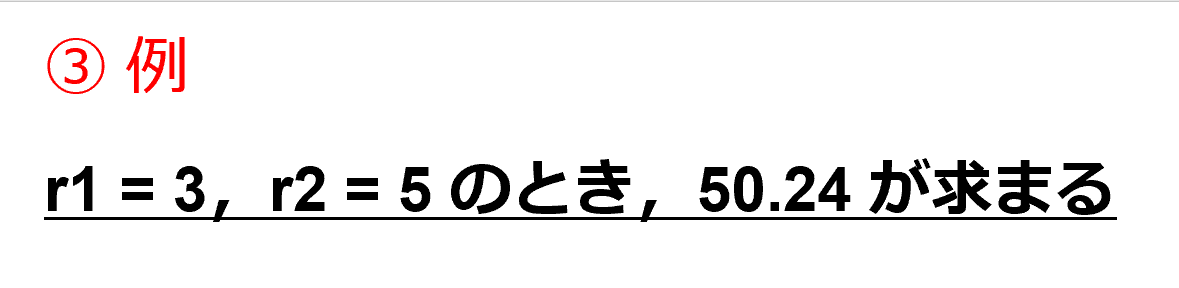 ③ 例
r1 = 3，r2 = 5 のとき，50.24 が求まる